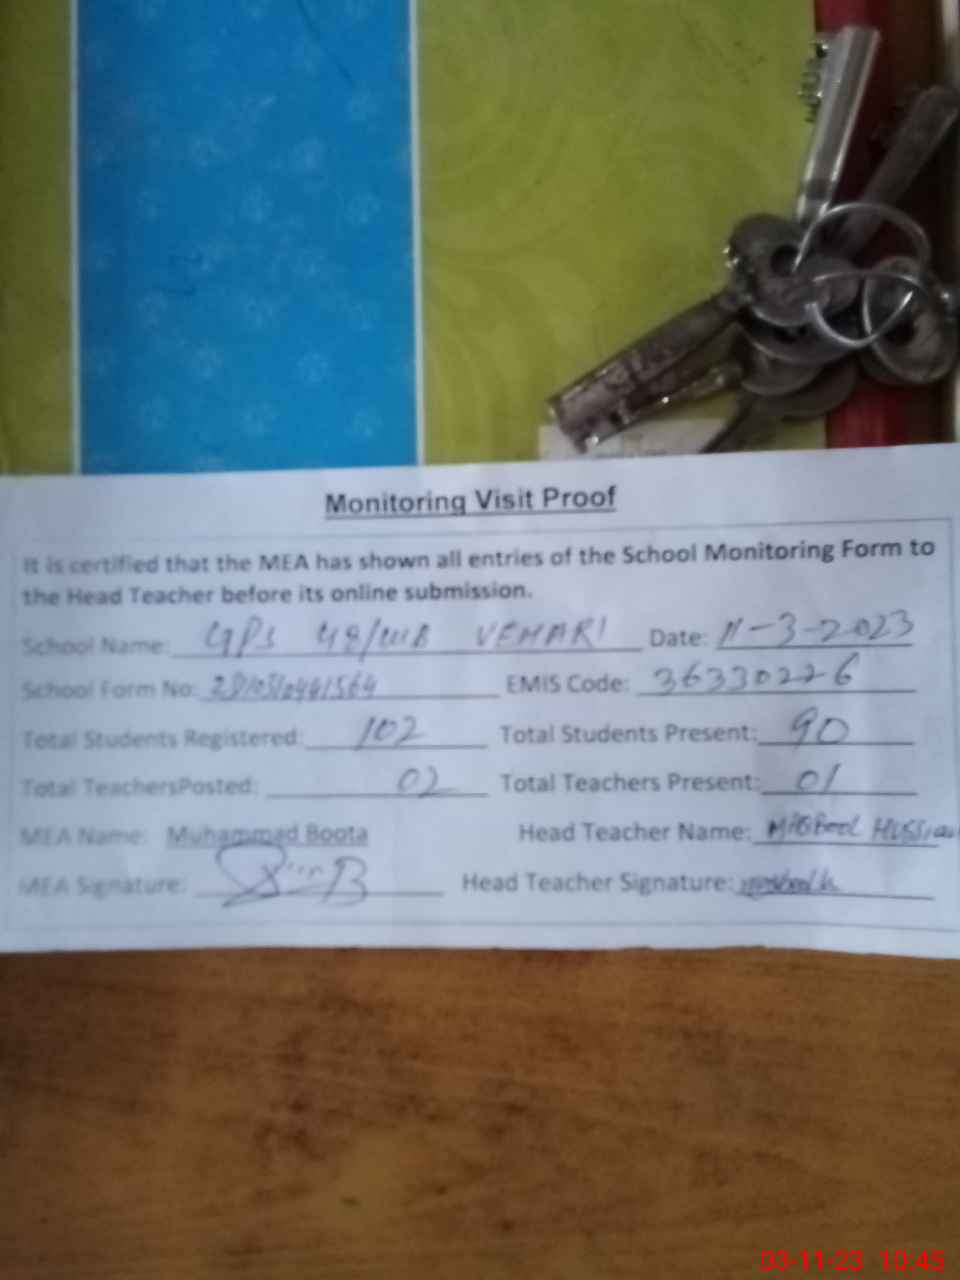 Monitoring Visit Proof
It is certified that the MEA has shown all entries of the School Monitoring Form to
the Head Teacher before its online submission.
School Name: GPS 48/WB VEHARI Date: 11-3-2023
School Form No: EMIS Code: 36330226
Total Students Registered: 102 Total Students Present: 90
Total TeachersPosted: 02 Total Teachers Present: 01
MEA Name: Muhammad Boota Head Teacher Name:
MEA Signature: Head Teacher Signature:
03-11-23 10:45